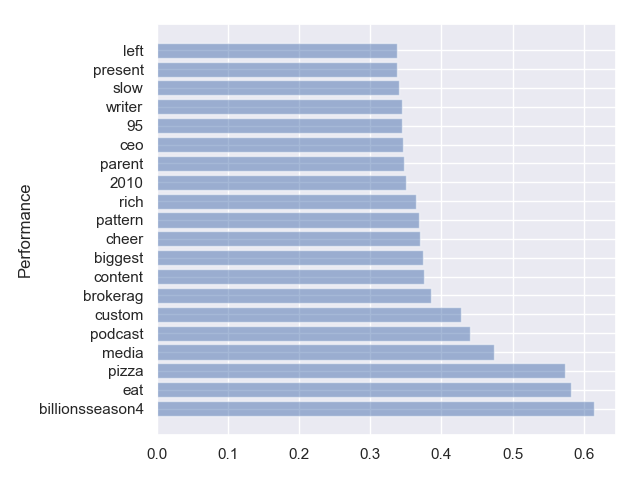 left
present
slow
writer
95
ceo
parent
2010
rich
pattern
cheer
biggest
content
brokerag
custom
podcast
media
pizza
eat
billionsseason4
Performance
0.0 0.1 0.2 0.3 0.4 0.5 0.6